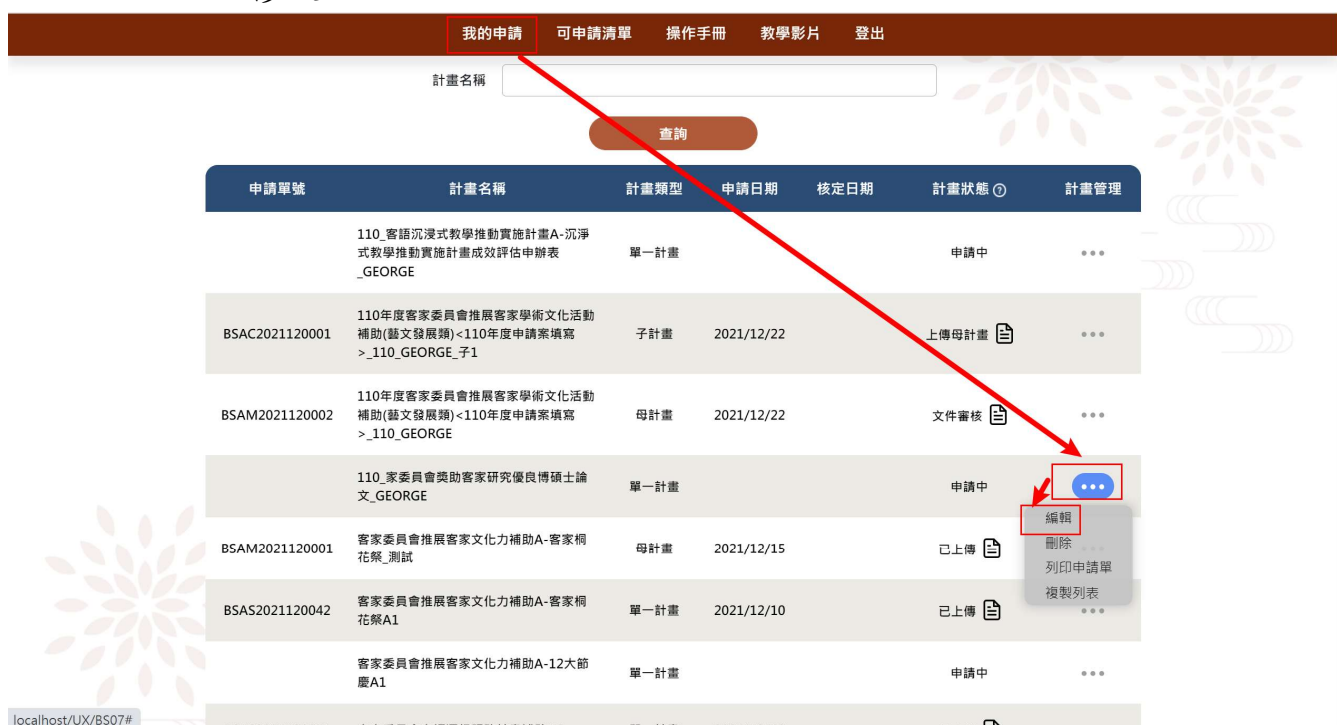 我的申請 可申請清單 操作手冊 教學影片 登出
計畫名稱
查詢
申請單號 計畫名稱 計畫類型 申請日期 核定日期 計畫狀態 計畫管理
110_客語沉浸式教學推動實施計畫A-沉淨
式教學推動實施計畫成效評估申辦表
_GEORGE
單一計畫 申請中
BSAC2021120001
110年度客家委員會推展客家學術文化活動
補助(藝文發展類)<110年度申請案填寫
>_110_GEORGE_子1
子計畫 2021/12/22 上傳母計畫
BSAM2021120002
110年度客家委員會推展客家學術文化活動
補助(藝文發展類)<110年度申請案填寫
>_110_GEORGE
母計畫 2021/12/22 文件審核
110_家委員會獎助客家研究優良博碩士論
文_GEORGE
單一計畫 申請中
編輯
刪除
列印申請單
複製列表
BSAM2021120001
客家委員會推展客家文化力補助A-客家桐
花祭_測試
母計畫 2021/12/15 已上傳
BSAS2021120042
客家委員會推展客家文化力補助A-客家桐
花祭A1
單一計畫 2021/12/10 已上傳
客家委員會推展客家文化力補助A-12大節
慶A1
單一計畫 申請中
localhost/UX/BS07#